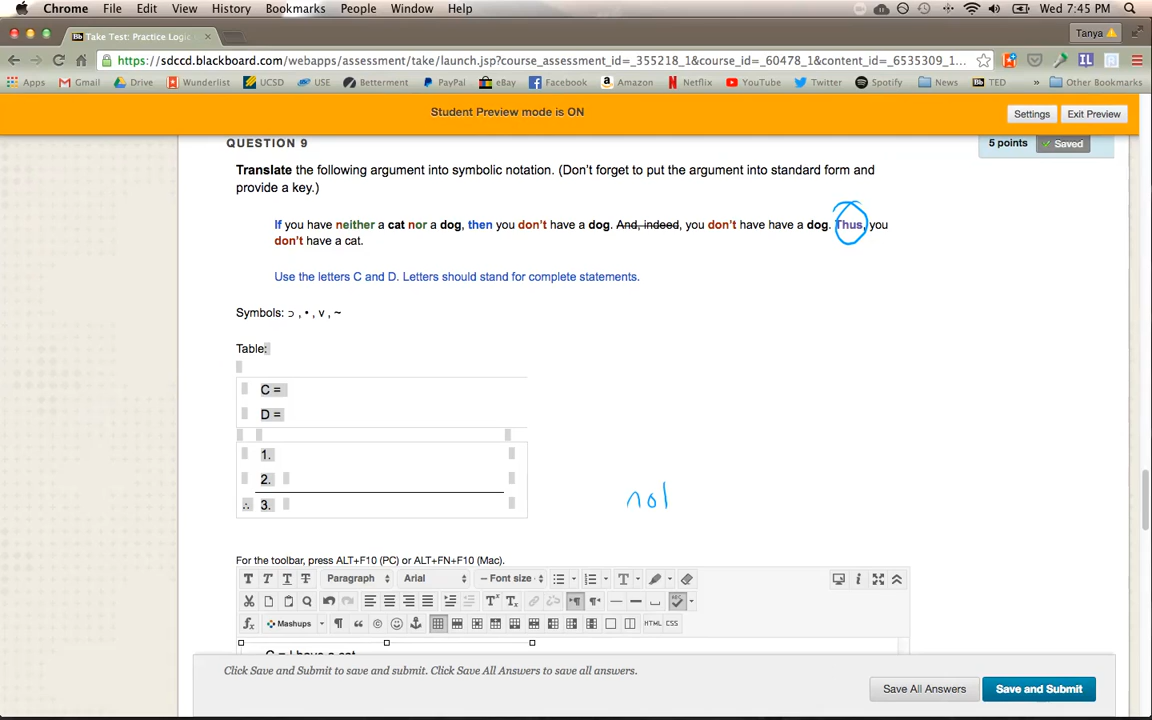 Chrome File Edit View History Bookmarks People Window Help Wed 7:45 PM
Take Test: Practice Logic × Tanya
https://sdccd.blackboard.com/webapps/assessment/take/launch.jsp?course_assessment_id=_355218_1&course_id=_60478_1&content_id=_6535309_1...
Apps Gmail Drive Wunderlist UCSD USE Betterment PayPal eBay Facebook Amazon Netflix YouTube Twitter Spotify News TED » Other Bookmarks
Student Preview mode is ON Settings Exit Preview
QUESTION 9 5 points ✓ Saved
Translate the following argument into symbolic notation. (Don't forget to put the argument into standard form and
provide a key.)
If you have neither a cat nor a dog, then you don't have a dog. And, indeed, you don't have have a dog. Thus, you
don't have a cat.
Use the letters C and D. Letters should stand for complete statements.
Symbols: ⊃ , • , v , ~
Table:
C =
D =
1.
2.
∴ 3.
not
For the toolbar, press ALT+F10 (PC) or ALT+FN+F10 (Mac).
T T T T Paragraph Arial – Font size T
T T
Mashups HTML CSS
C = I have a cat
Click Save and Submit to save and submit. Click Save All Answers to save all answers.
Save All Answers Save and Submit